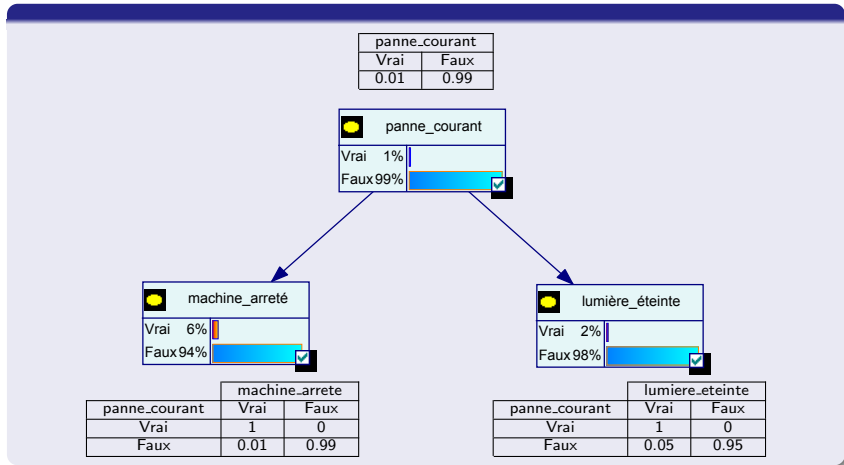 panne_courant
Vrai Faux
0.01 0.99
panne_courant
Vrai 1%
Faux 99%
machine_arreté
Vrai 6%
Faux 94%
lumière_éteinte
Vrai 2%
Faux 98%
machine_arrete
panne_courant Vrai Faux
Vrai 1 0
Faux 0.01 0.99
lumiere_eteinte
panne_courant Vrai Faux
Vrai 1 0
Faux 0.05 0.95